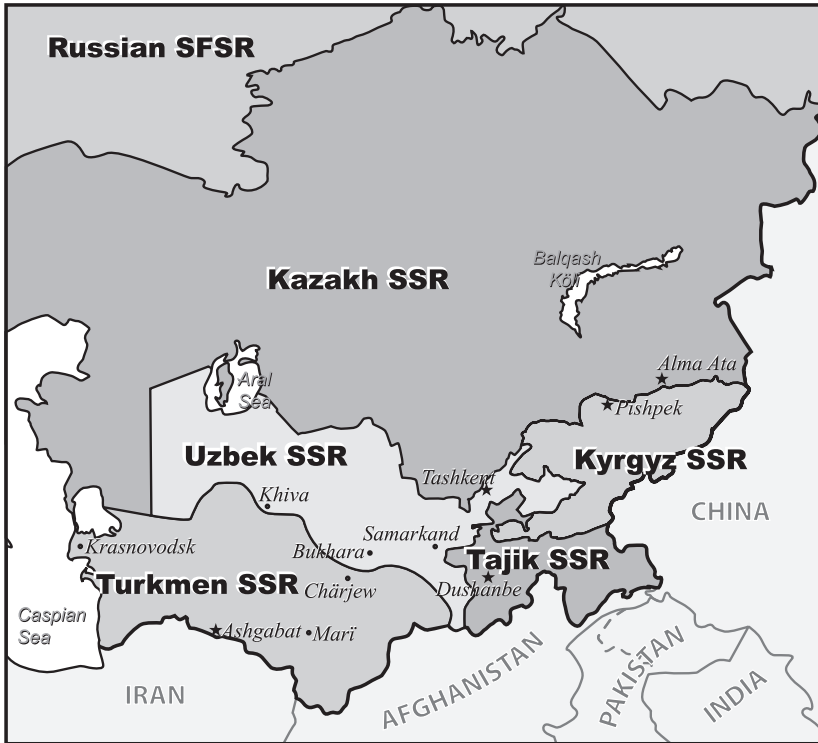 Russian SFSR
Balqash
Köli
Kazakh SSR
Alma Ata
Aral
Sea
Pishpek
Uzbek SSR
Kyrgyz SSR
Tashkent
Khiva
CHINA
Krasnovodsk
Samarkand
Bukhara
Tajik SSR
Turkmen SSR
Chärjew
Dushanbe
Caspian
Sea
Ashgabat
Marï
IRAN
AFGHANISTAN
PAKISTAN
INDIA